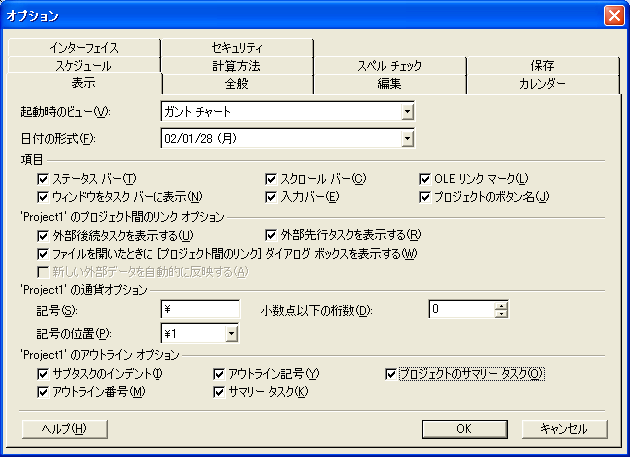 オプション
インターフェイス セキュリティ
スケジュール 計算方法 スペル チェック 保存
表示 全般 編集 カレンダー
起動時のビュー(V): ガント チャート
日付の形式(F): 02/01/28 (月)
項目
ステータス バー(T) スクロール バー(C) OLE リンク マーク(L)
ウィンドウをタスク バーに表示(N) 入力バー(E) プロジェクトのボタン名(J)
'Project1' のプロジェクト間のリンク オプション
外部後続タスクを表示する(U) 外部先行タスクを表示する(R)
ファイルを開いたときに [プロジェクト間のリンク] ダイアログ ボックスを表示する(W)
新しい外部データを自動的に反映する(A)
'Project1' の通貨オプション
記号(S): ¥ 小数点以下の桁数(D): 0
記号の位置(P): ¥1
'Project1' のアウトライン オプション
サブタスクのインデント(I) アウトライン記号(Y) プロジェクトのサマリー タスク(O)
アウトライン番号(M) サマリー タスク(K)
ヘルプ(H) OK キャンセル